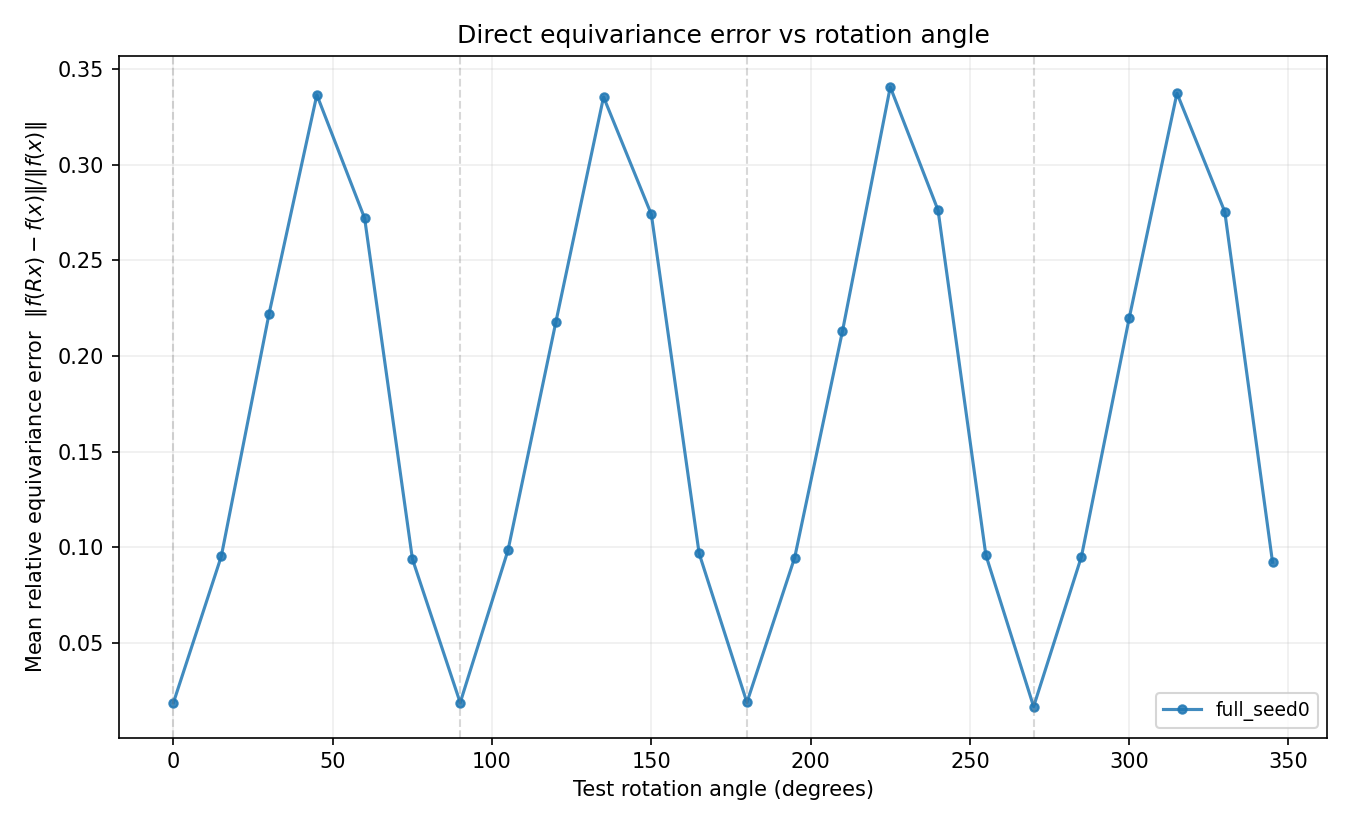 Direct equivariance error vs rotation angle
Mean relative equivariance error ‖f(Rx) − f(x)‖/‖f(x)‖
0.35
0.30
0.25
0.20
0.15
0.10
0.05
0 50 100 150 200 250 300 350
Test rotation angle (degrees)
full_seed0